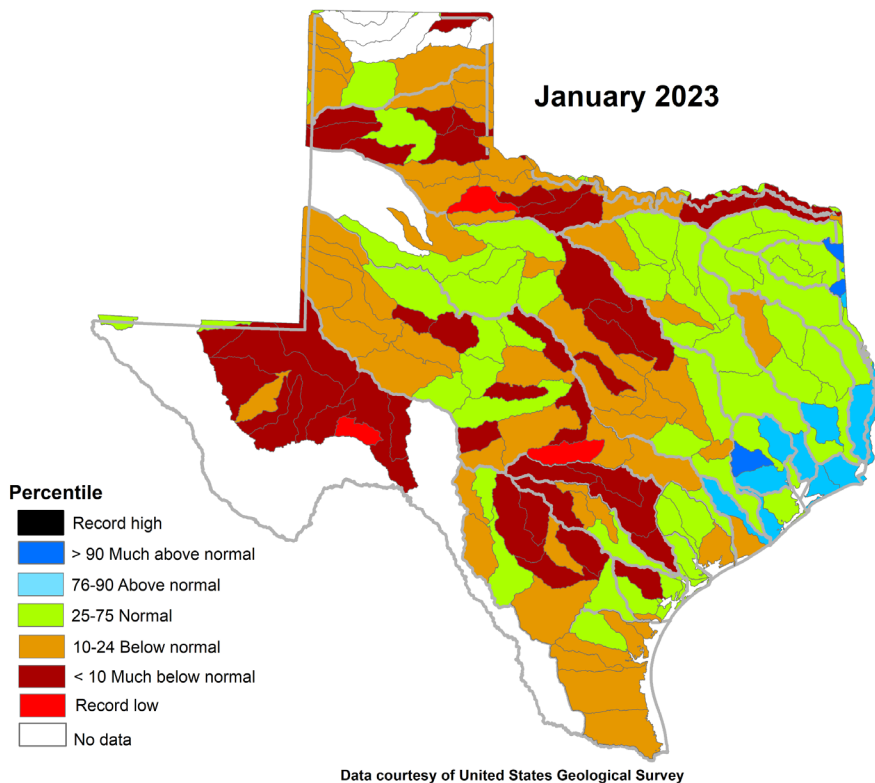 January 2023
Percentile
Record high
> 90 Much above normal
76-90 Above normal
25-75 Normal
10-24 Below normal
< 10 Much below normal
Record low
No data
Data courtesy of United States Geological Survey